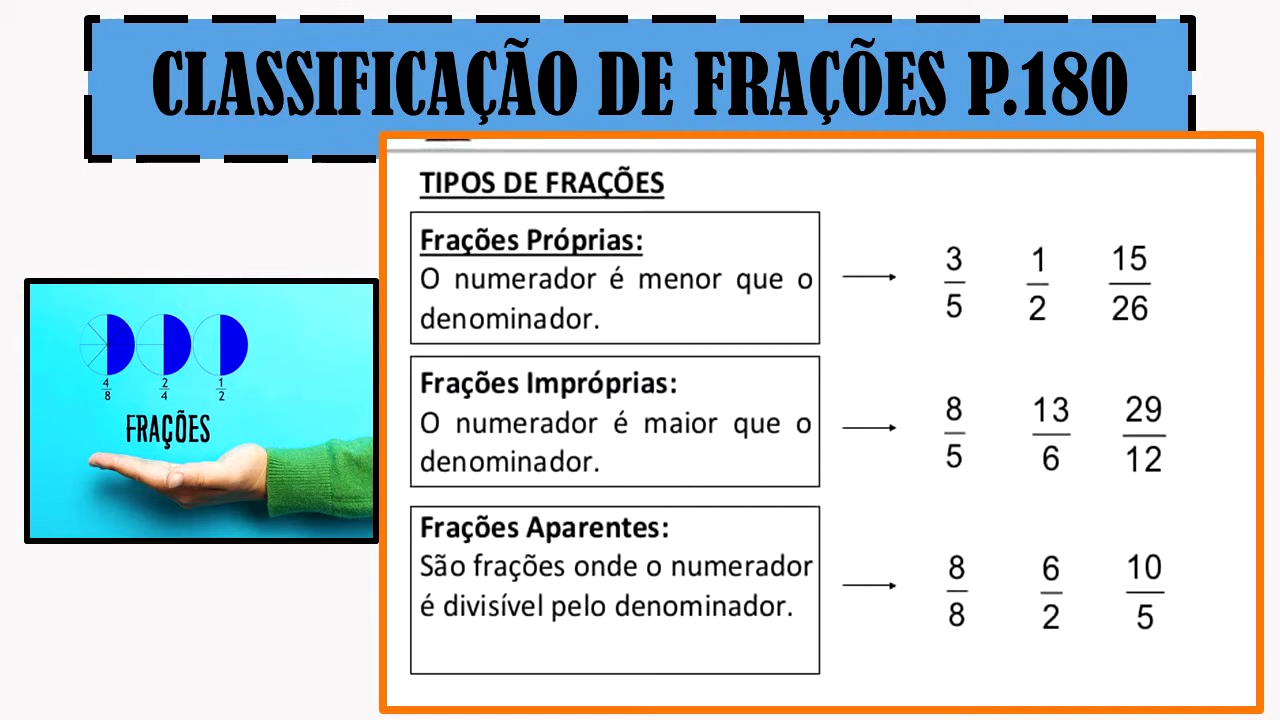 CLASSIFICAÇÃO DE FRAÇÕES P.180
TIPOS DE FRAÇÕES
Frações Próprias:
O numerador é menor que o
denominador.
3/5 1/2 15/26
Frações Impróprias:
O numerador é maior que o
denominador.
8/5 13/6 29/12
Frações Aparentes:
São frações onde o numerador
é divisível pelo denominador.
8/8 6/2 10/5
4/8 2/4 1/2
FRAÇÕES